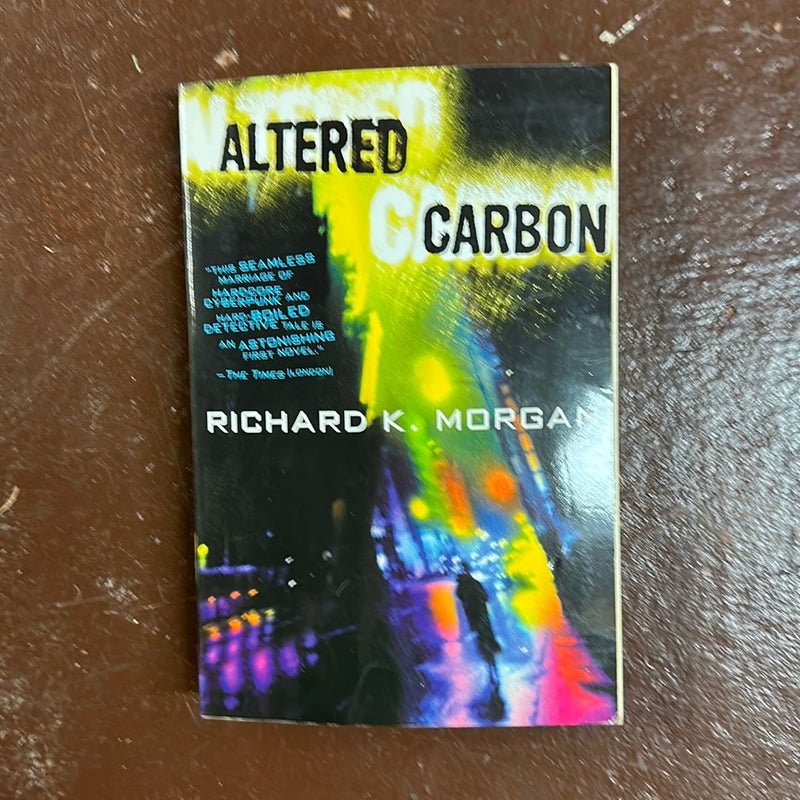 ALTERED
CARBON
"THIS SEAMLESS
MARRIAGE OF
HARDCORE
CYBERPUNK AND
HARD-BOILED
DETECTIVE TALE IS
AN ASTONISHING
FIRST NOVEL."
–THE TIMES (LONDON)
RICHARD K. MORGAN